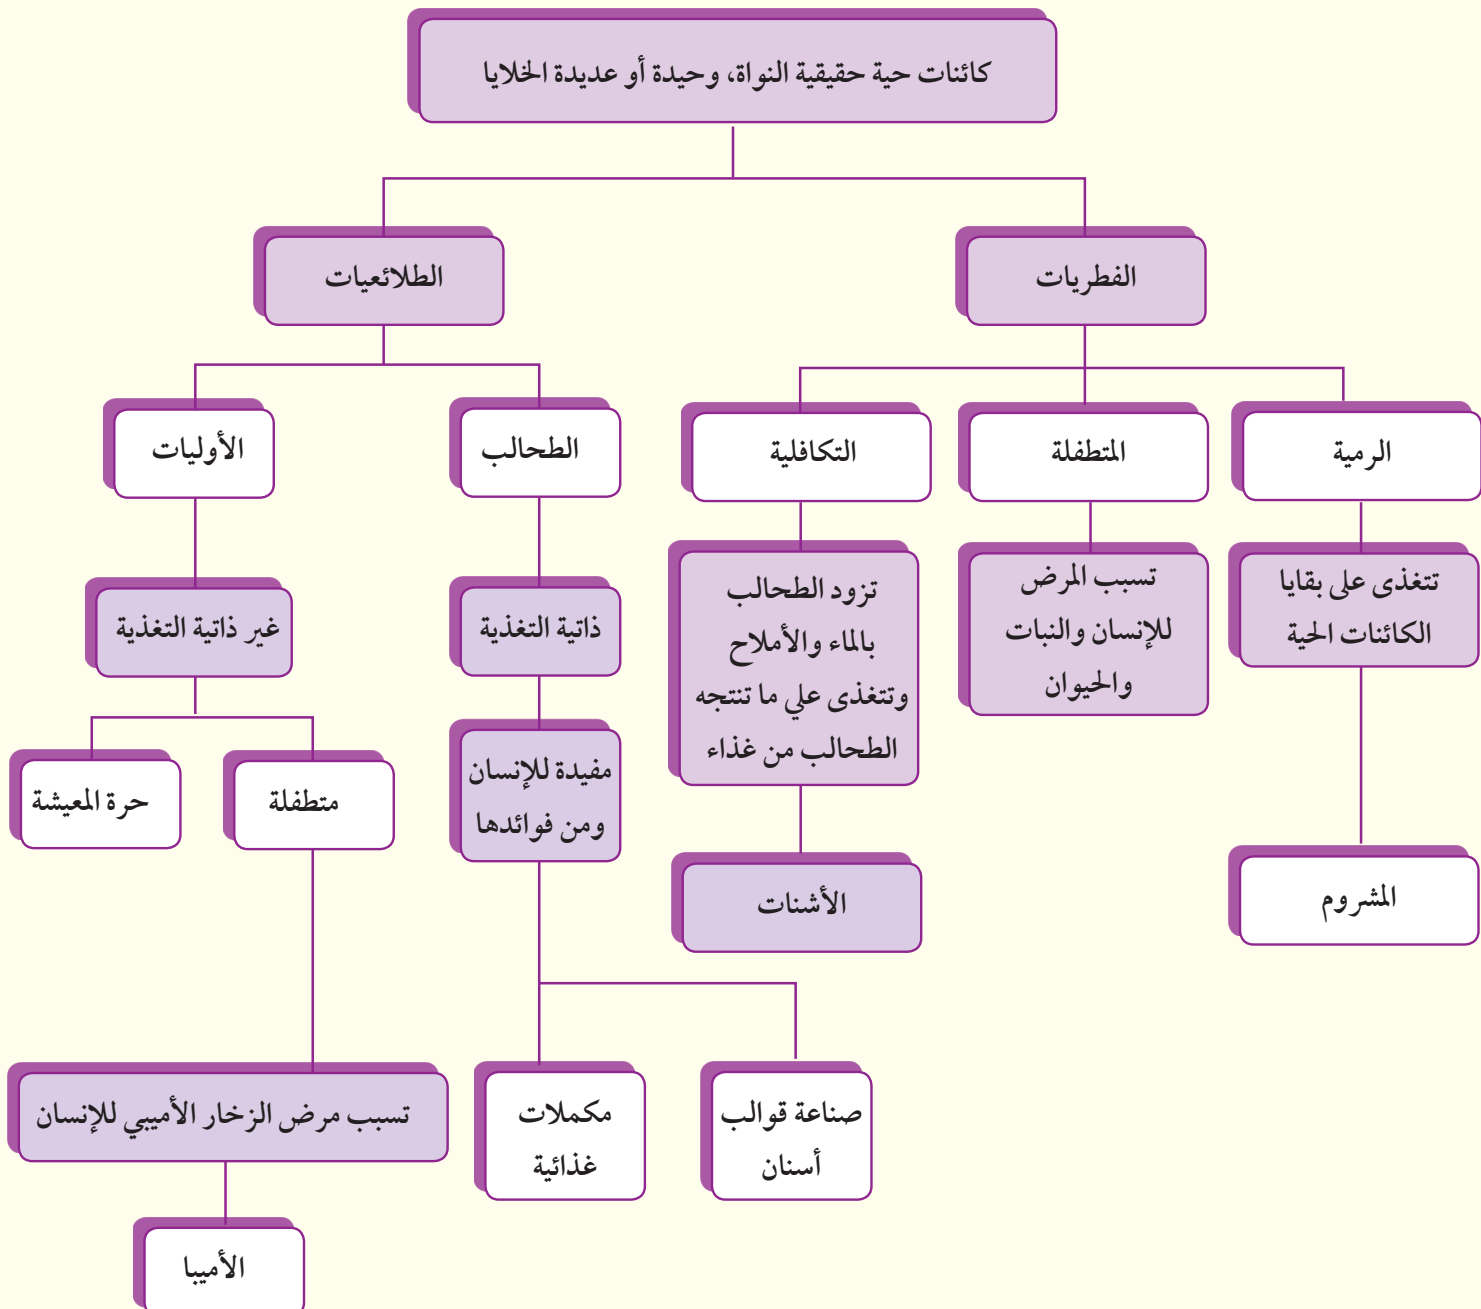 كائنات حية حقيقية النواة، وحيدة أو عديدة الخلايا
الفطريات
الطلائعيات
الرمية
المتطفلة
التكافلية
الطحالب
الأوليات
تتغذى على بقايا
الكائنات الحية
تسبب المرض
للإنسان والنبات
والحيوان
تزود الطحالب
بالماء والأملاح
وتتغذى علي ما تنتجه
الطحالب من غذاء
ذاتية التغذية
غير ذاتية التغذية
مفيدة للإنسان
ومن فوائدها
متطفلة
حرة المعيشة
المشروم
الأشنات
صناعة قوالب
أسنان
مكملات
غذائية
تسبب مرض الزخار الأميبي للإنسان
الأميبا